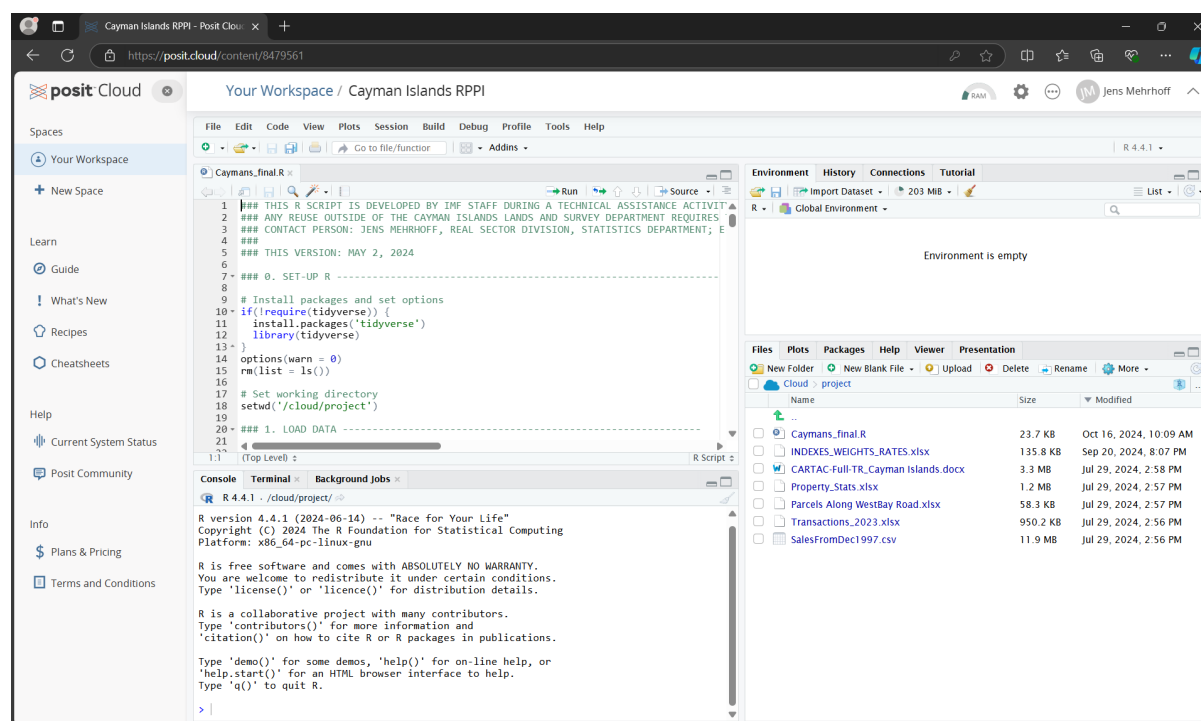 Cayman Islands RPPI - Posit Clou
https://posit.cloud/content/8479561
posit Cloud
Your Workspace / Cayman Islands RPPI
RAM
JM
Jens Mehrhoff
Spaces
Your Workspace
New Space
Learn
Guide
What's New
Recipes
Cheatsheets
Help
Current System Status
Posit Community
Info
Plans & Pricing
Terms and Conditions
File Edit Code View Plots Session Build Debug Profile Tools Help
Go to file/functior
Addins
R 4.4.1
Caymans_final.R
Run
Source
1 ### THIS R SCRIPT IS DEVELOPED BY IMF STAFF DURING A TECHNICAL ASSISTANCE ACTIVIT
2 ### ANY REUSE OUTSIDE OF THE CAYMAN ISLANDS LANDS AND SURVEY DEPARTMENT REQUIRES
3 ### CONTACT PERSON: JENS MEHRHOFF, REAL SECTOR DIVISION, STATISTICS DEPARTMENT; E
4 ###
5 ### THIS VERSION: MAY 2, 2024
6
7 ### 0. SET-UP R ----------------------------------------------------------------
8
9 # Install packages and set options
10 if(!require(tidyverse)) {
11 install.packages('tidyverse')
12 library(tidyverse)
13 }
14 options(warn = 0)
15 rm(list = ls())
16
17 # Set working directory
18 setwd('/cloud/project')
19
20 ### 1. LOAD DATA ------------------------------------------------------------
21
1:1 (Top Level) R Script
Console Terminal Background Jobs
R 4.4.1 · /cloud/project/
R version 4.4.1 (2024-06-14) -- "Race for Your Life"
Copyright (C) 2024 The R Foundation for Statistical Computing
Platform: x86_64-pc-linux-gnu
R is free software and comes with ABSOLUTELY NO WARRANTY.
You are welcome to redistribute it under certain conditions.
Type 'license()' or 'licence()' for distribution details.
R is a collaborative project with many contributors.
Type 'contributors()' for more information and
'citation()' on how to cite R or R packages in publications.
Type 'demo()' for some demos, 'help()' for on-line help, or
'help.start()' for an HTML browser interface to help.
Type 'q()' to quit R.
>
Environment History Connections Tutorial
Import Dataset 203 MiB List
R Global Environment
Environment is empty
Files Plots Packages Help Viewer Presentation
New Folder New Blank File Upload Delete Rename More
Cloud > project
Name Size Modified
..
Caymans_final.R 23.7 KB Oct 16, 2024, 10:09 AM
INDEXES_WEIGHTS_RATES.xlsx 135.8 KB Sep 20, 2024, 8:07 PM
CARTAC-Full-TR_Cayman Islands.docx 3.3 MB Jul 29, 2024, 2:58 PM
Property_Stats.xlsx 1.2 MB Jul 29, 2024, 2:57 PM
Parcels Along WestBay Road.xlsx 58.3 KB Jul 29, 2024, 2:57 PM
Transactions_2023.xlsx 950.2 KB Jul 29, 2024, 2:56 PM
SalesFromDec1997.csv 11.9 MB Jul 29, 2024, 2:56 PM